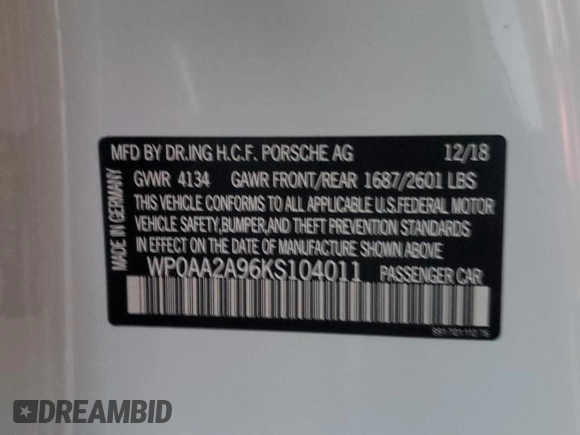 MFD BY DR.ING H.C.F. PORSCHE AG 12/18
GVWR 4134 GAWR FRONT/REAR 1687/2601 LBS
THIS VEHICLE CONFORMS TO ALL APPLICABLE U.S.FEDERAL MOTOR
VEHICLE SAFETY,BUMPER,AND THEFT PREVENTION STANDARDS
IN EFFECT ON THE DATE OF MANUFACTURE SHOWN ABOVE.
WP0AA2A96KS104011 PASSENGER CAR
MADE IN GERMANY
DREAMBID